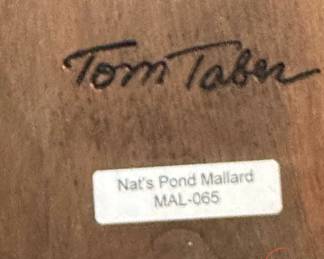 Tom Taber
Nat's Pond Mallard
MAL-065